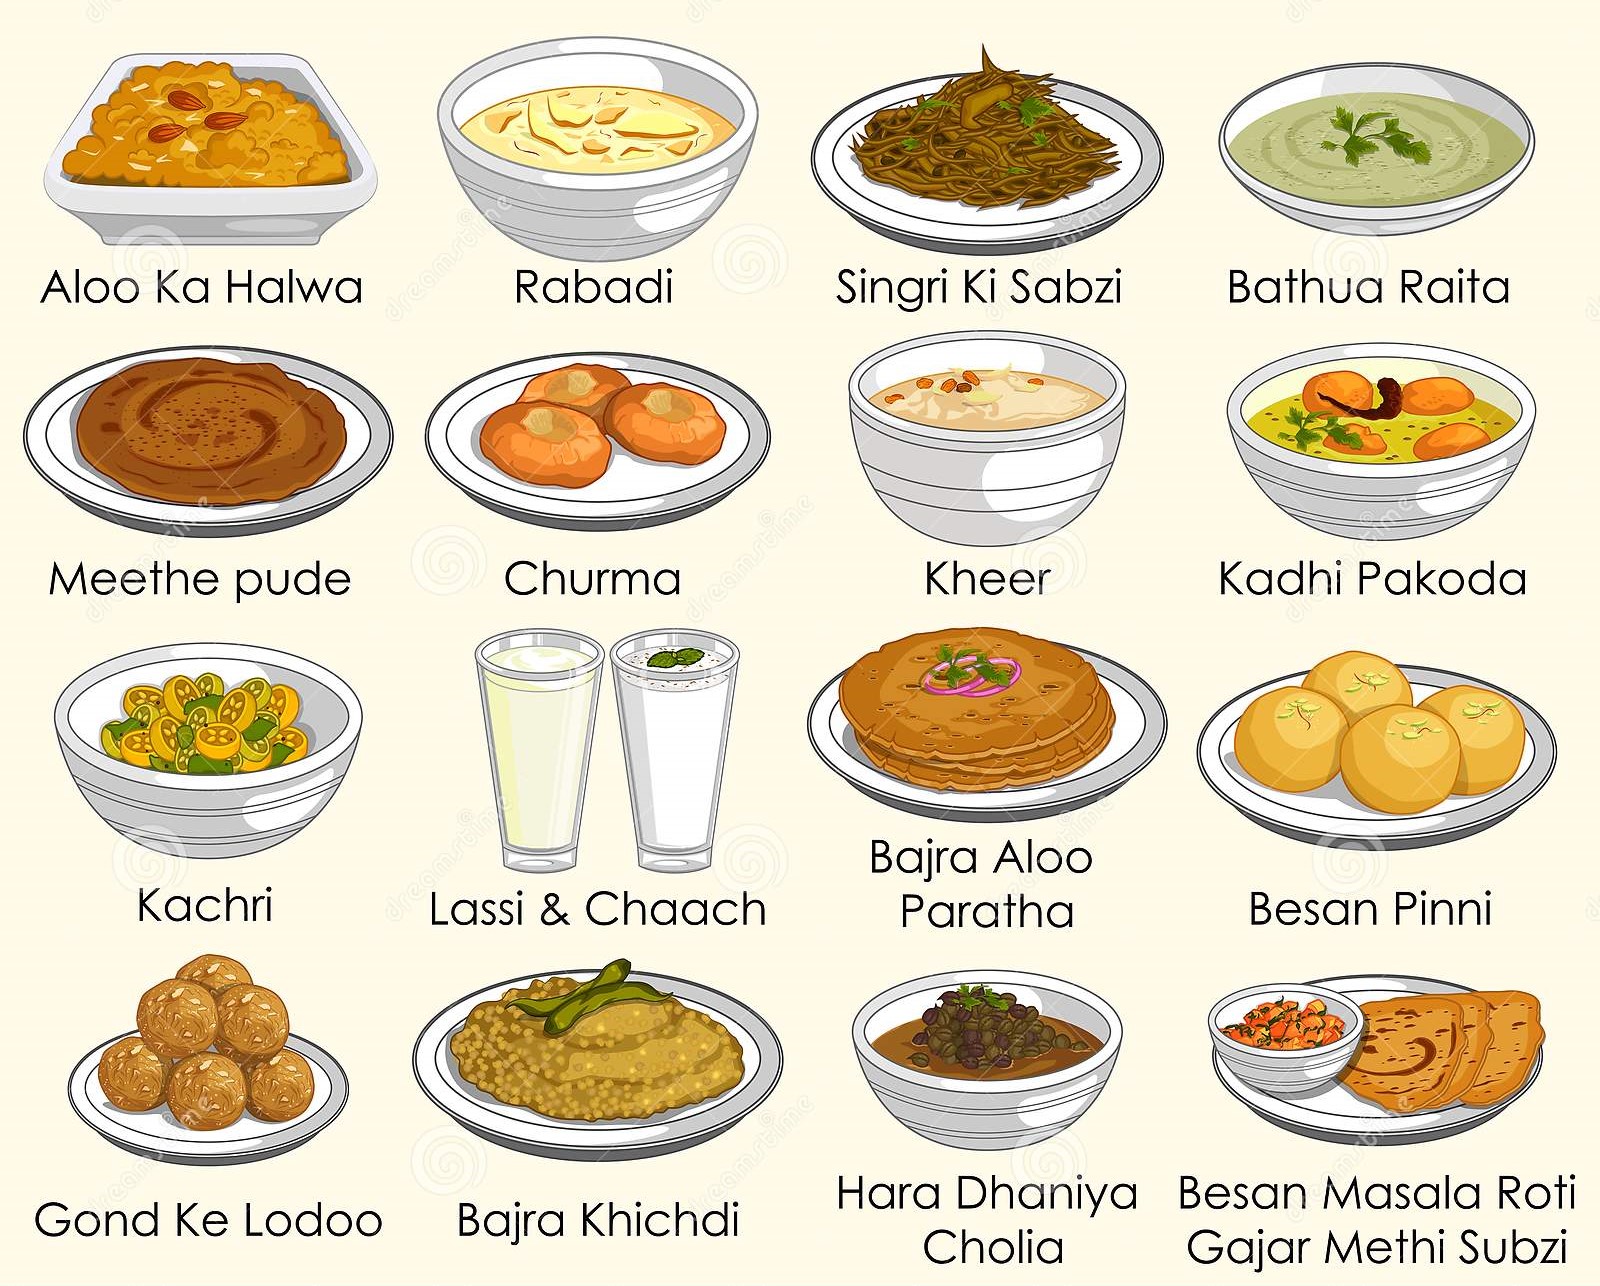 Aloo Ka Halwa
Rabadi
Singri Ki Sabzi
Bathua Raita
Meethe pude
Churma
Kheer
Kadhi Pakoda
Kachri
Lassi & Chaach
Bajra Aloo
Paratha
Besan Pinni
Gond Ke Lodoo
Bajra Khichdi
Hara Dhaniya
Cholia
Besan Masala Roti
Gajar Methi Subzi
dreamstime